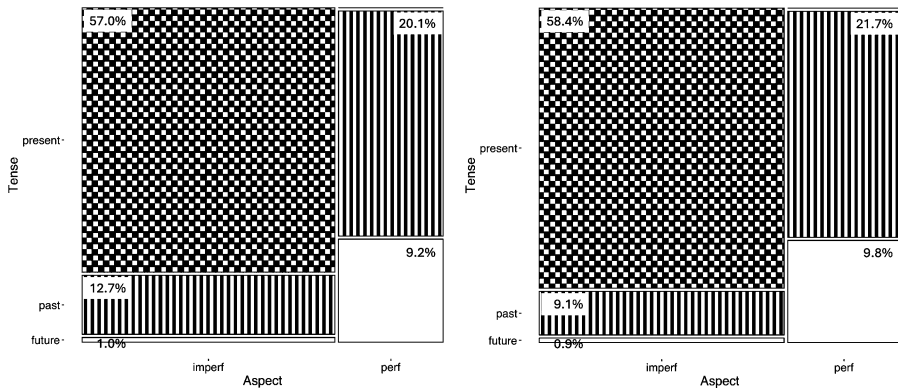 57.0%
20.1%
present
Tense
9.2%
12.7%
past
future
1.0%
imperf
perf
Aspect
58.4%
21.7%
present
Tense
9.8%
9.1%
past
future
0.9%
imperf
perf
Aspect